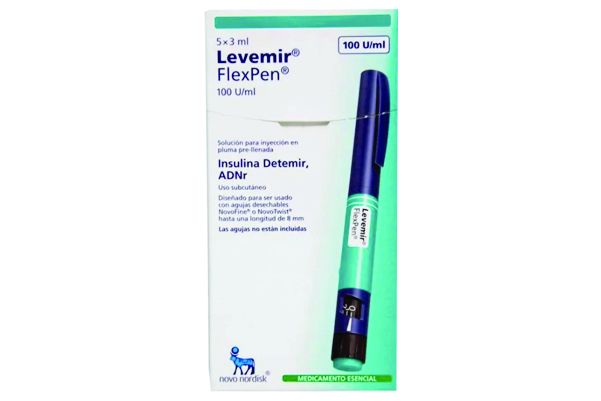 5 x 3 ml
100 U/ml
Levemir®
FlexPen®
100 U/ml
Solución para inyección en
pluma pre-llenada
Insulina Detemir,
ADNr
Uso subcutáneo
Diseñado para ser usado
con agujas desechables
NovoFine® o NovoTwist®
hasta una longitud de 8 mm
Las agujas no están incluidas
Levemir®
FlexPen®
novo nordisk®
MEDICAMENTO ESENCIAL